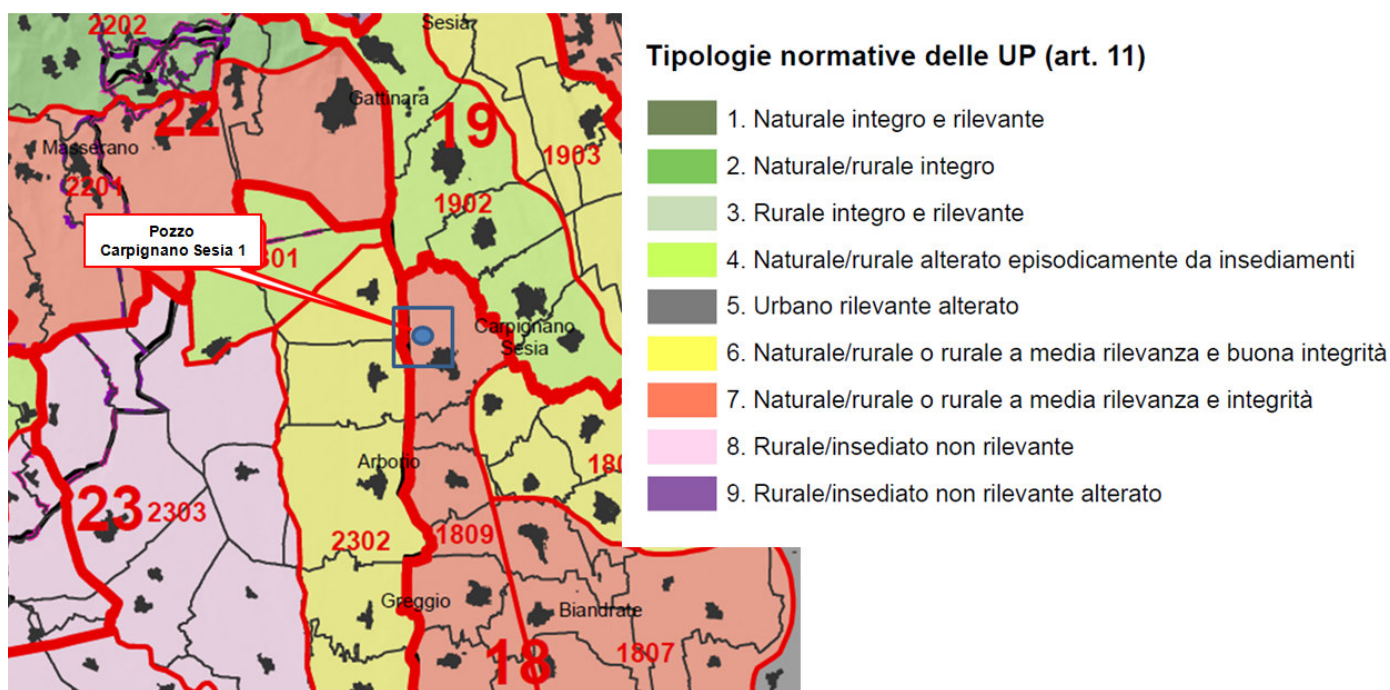 2202
Sesia
Gattinara
22
19
Masserano
2201
1903
1902
Pozzo
Carpignano Sesia 1
301
Carpignano
Sesia
Arborio
180
23
2303
2302
1809
Greggio
Biandrate
18
1807
Tipologie normative delle UP (art. 11)
1. Naturale integro e rilevante
2. Naturale/rurale integro
3. Rurale integro e rilevante
4. Naturale/rurale alterato episodicamente da insediamenti
5. Urbano rilevante alterato
6. Naturale/rurale o rurale a media rilevanza e buona integrità
7. Naturale/rurale o rurale a media rilevanza e integrità
8. Rurale/insediato non rilevante
9. Rurale/insediato non rilevante alterato